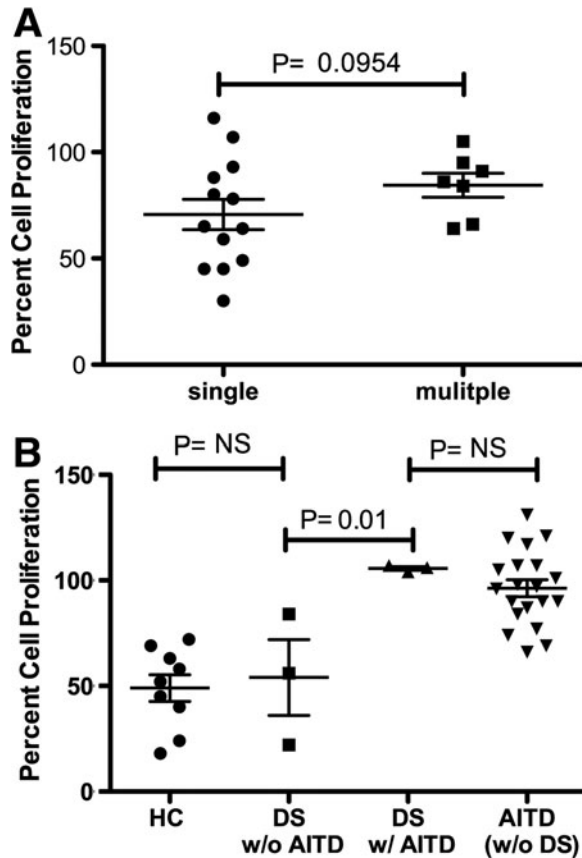 A
150
P= 0.0954
Percent Cell Proliferation
100
50
0
single
mulitple
B
P= NS
P= NS
150
P= 0.01
Percent Cell Proliferation
100
50
0
HC
DS
w/o AITD
DS
w/ AITD
AITD
(w/o DS)